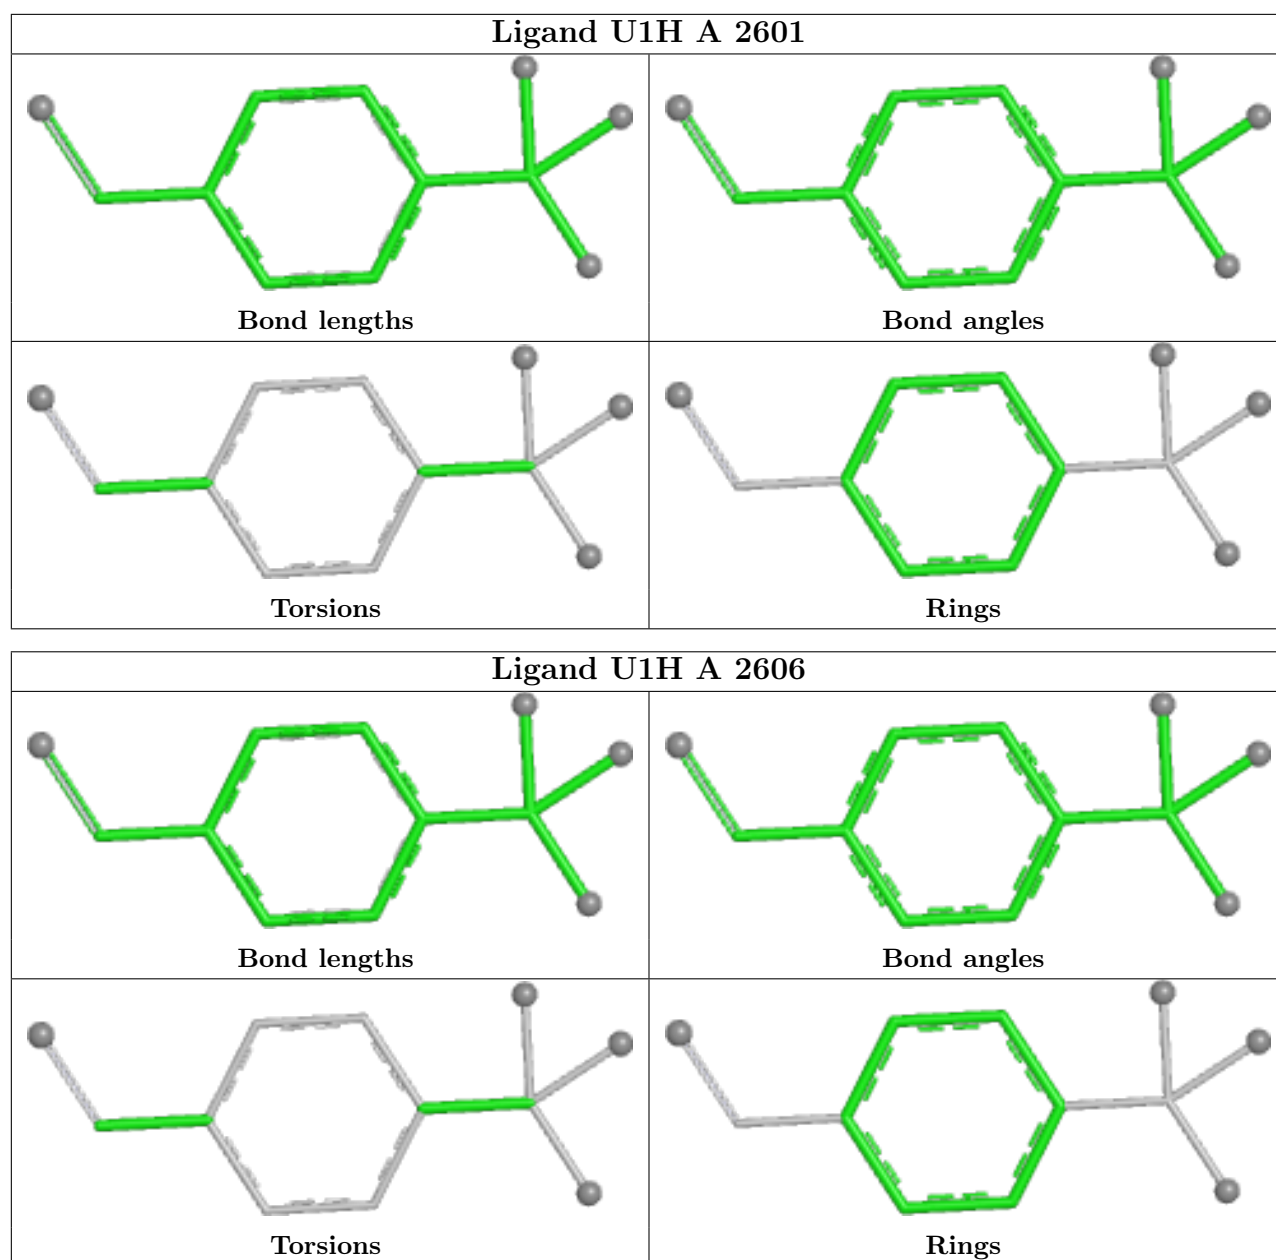 Ligand U1H A 2601
Bond lengths
Bond angles
Torsions
Rings
Ligand U1H A 2606
Bond lengths
Bond angles
Torsions
Rings